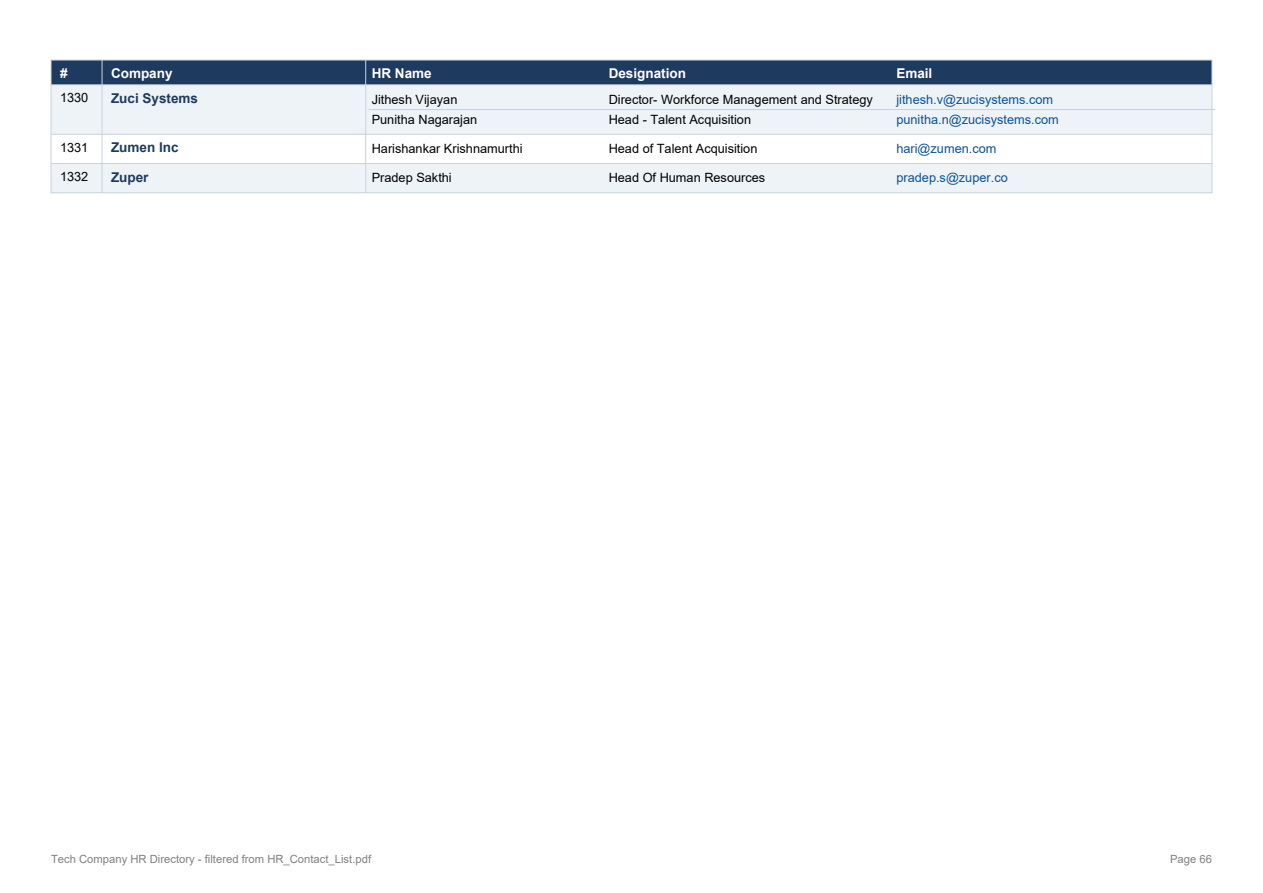 # Company HR Name Designation Email
1330 Zuci Systems Jithesh Vijayan Director- Workforce Management and Strategy jithesh.v@zucisystems.com
Punitha Nagarajan Head - Talent Acquisition punitha.n@zucisystems.com
1331 Zumen Inc Harishankar Krishnamurthi Head of Talent Acquisition hari@zumen.com
1332 Zuper Pradep Sakthi Head Of Human Resources pradep.s@zuper.co
Tech Company HR Directory - filtered from HR_Contact_List.pdf Page 66